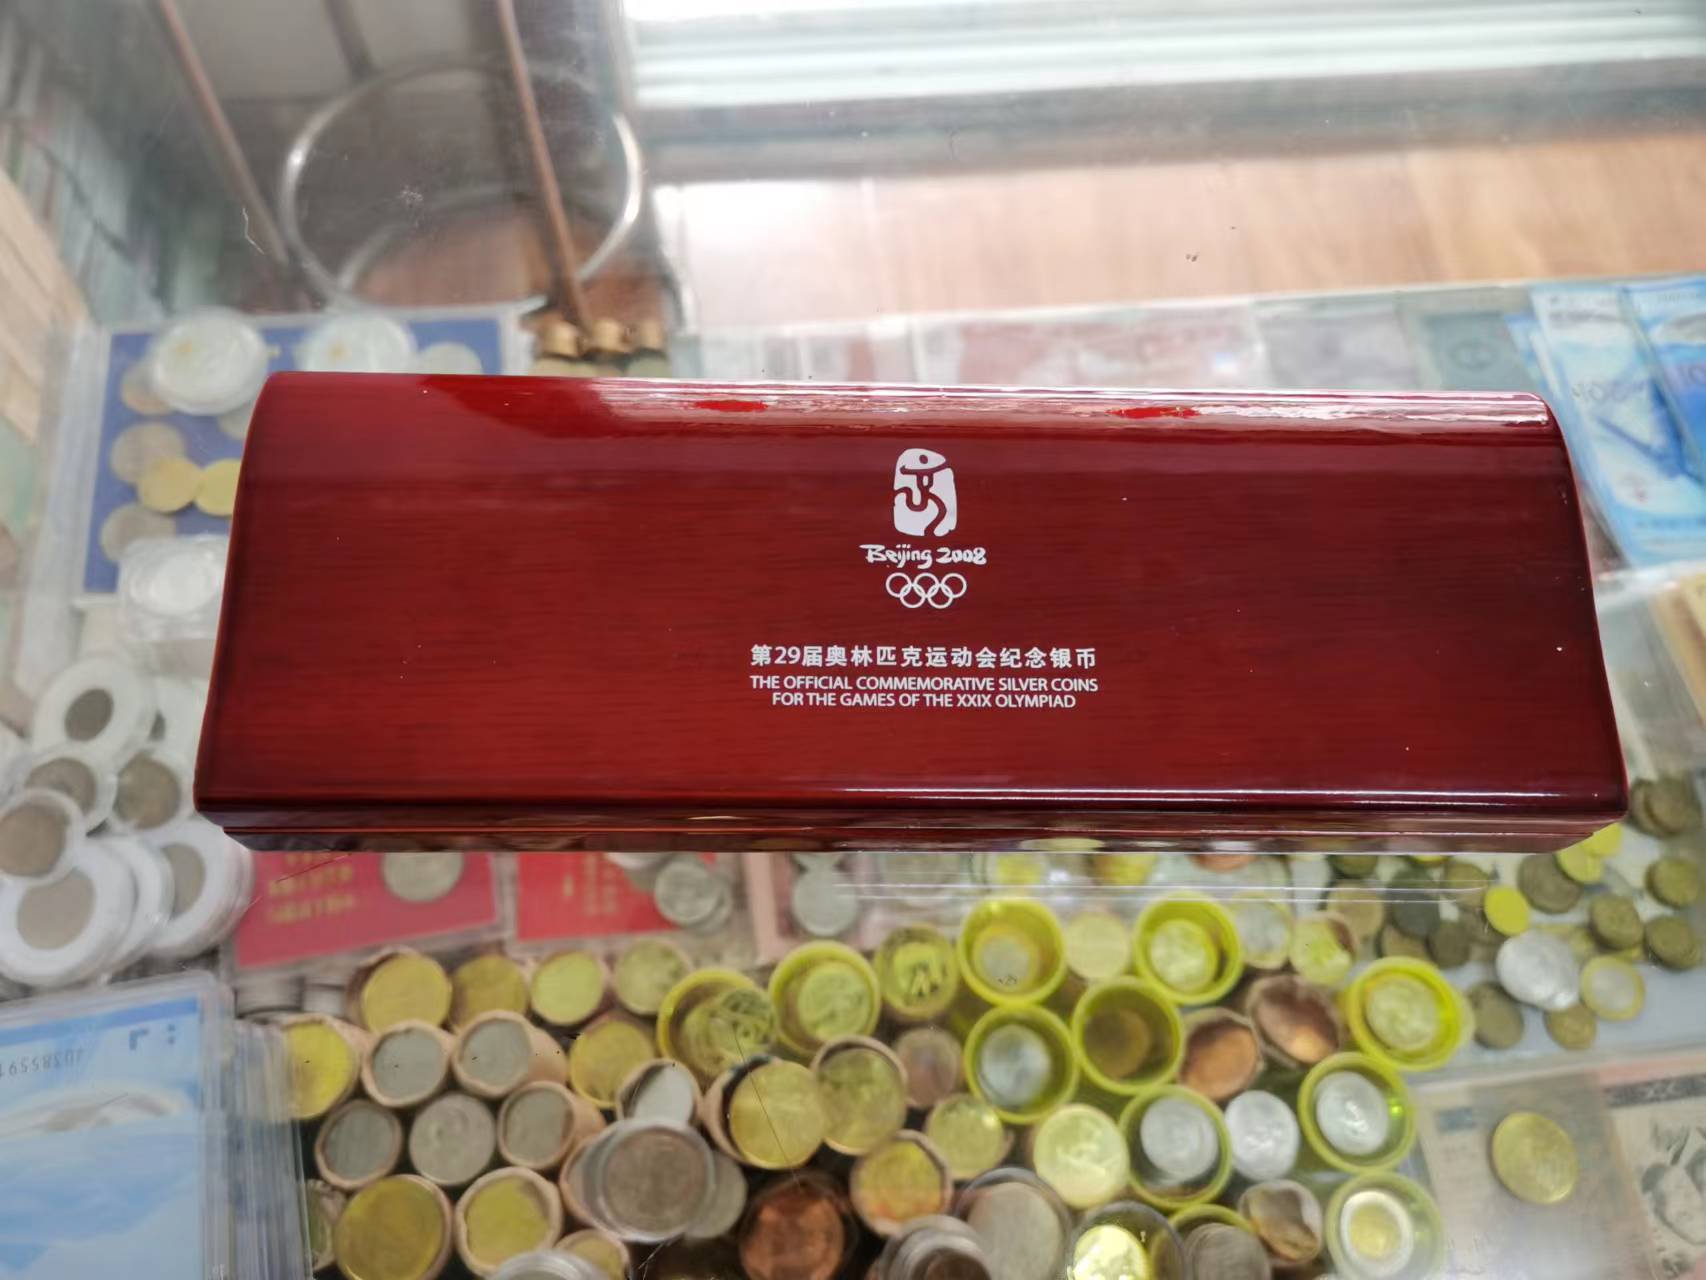 Beijing 2008
第29届奥林匹克运动会纪念银币
THE OFFICIAL COMMEMORATIVE SILVER COINS
FOR THE GAMES OF THE XXIX OLYMPIAD